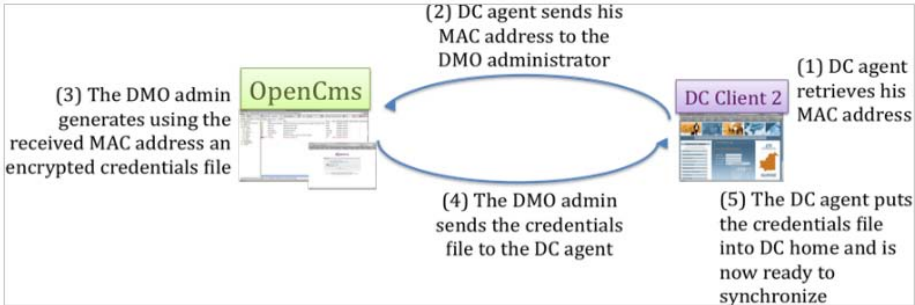 (2) DC agent sends his
MAC address to the
DMO administrator
(1) DC agent
retrieves his
MAC address
OpenCms
DC Client 2
(3) The DMO admin
generates using the
received MAC address an
encrypted credentials file
(4) The DMO admin
sends the credentials
file to the DC agent
(5) The DC agent puts
the credentials file
into DC home and is
now ready to
synchronize